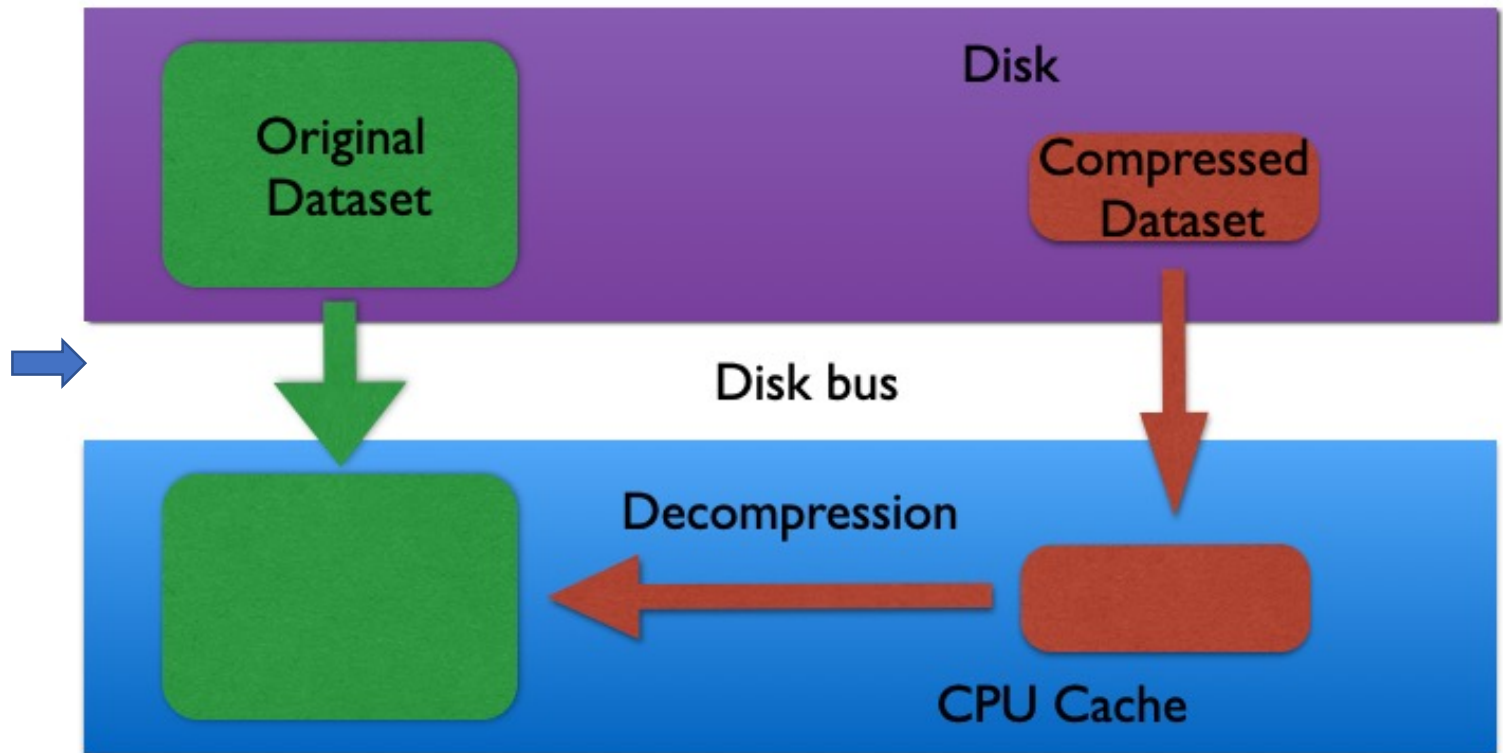 Disk
Original
Dataset
Compressed
Dataset
Disk bus
Decompression
CPU Cache